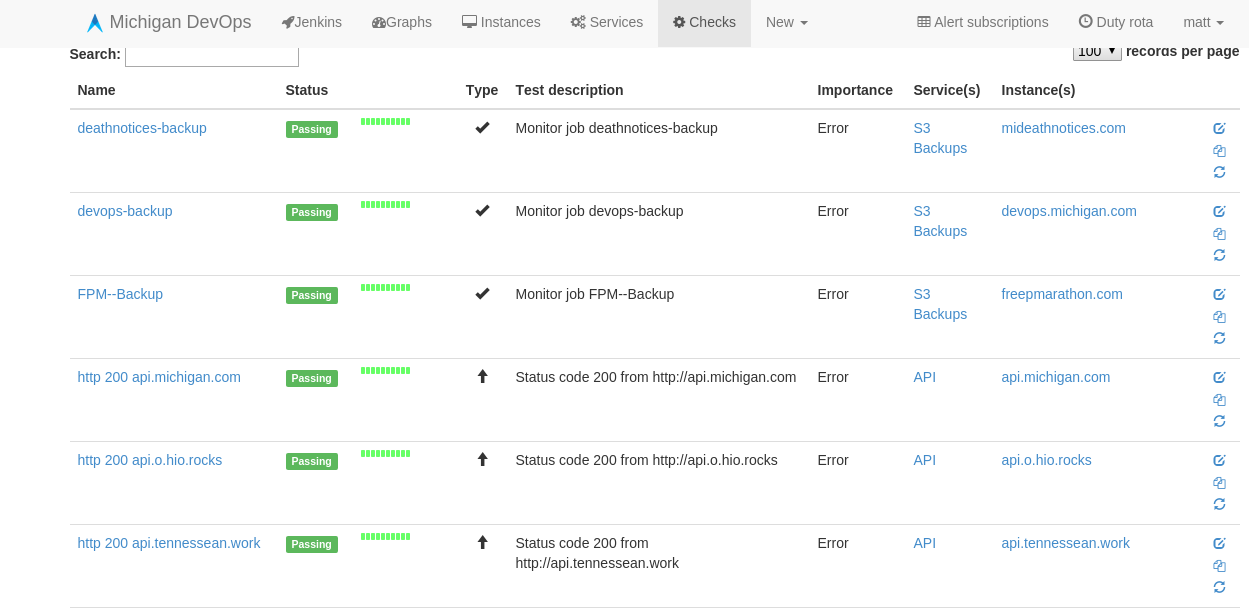 Michigan DevOps Jenkins Graphs Instances Services Checks New Alert subscriptions Duty rota matt
Search: 100 records per page
Name Status Type Test description Importance Service(s) Instance(s)
deathnotices-backup Passing Monitor job deathnotices-backup Error S3 mideathnotices.com
Backups
devops-backup Passing Monitor job devops-backup Error S3 devops.michigan.com
Backups
FPM--Backup Passing Monitor job FPM--Backup Error S3 freepmarathon.com
Backups
http 200 api.michigan.com Passing Status code 200 from http://api.michigan.com Error API api.michigan.com
http 200 api.o.hio.rocks Passing Status code 200 from http://api.o.hio.rocks Error API api.o.hio.rocks
http 200 api.tennessean.work Passing Status code 200 from Error API api.tennessean.work
http://api.tennessean.work